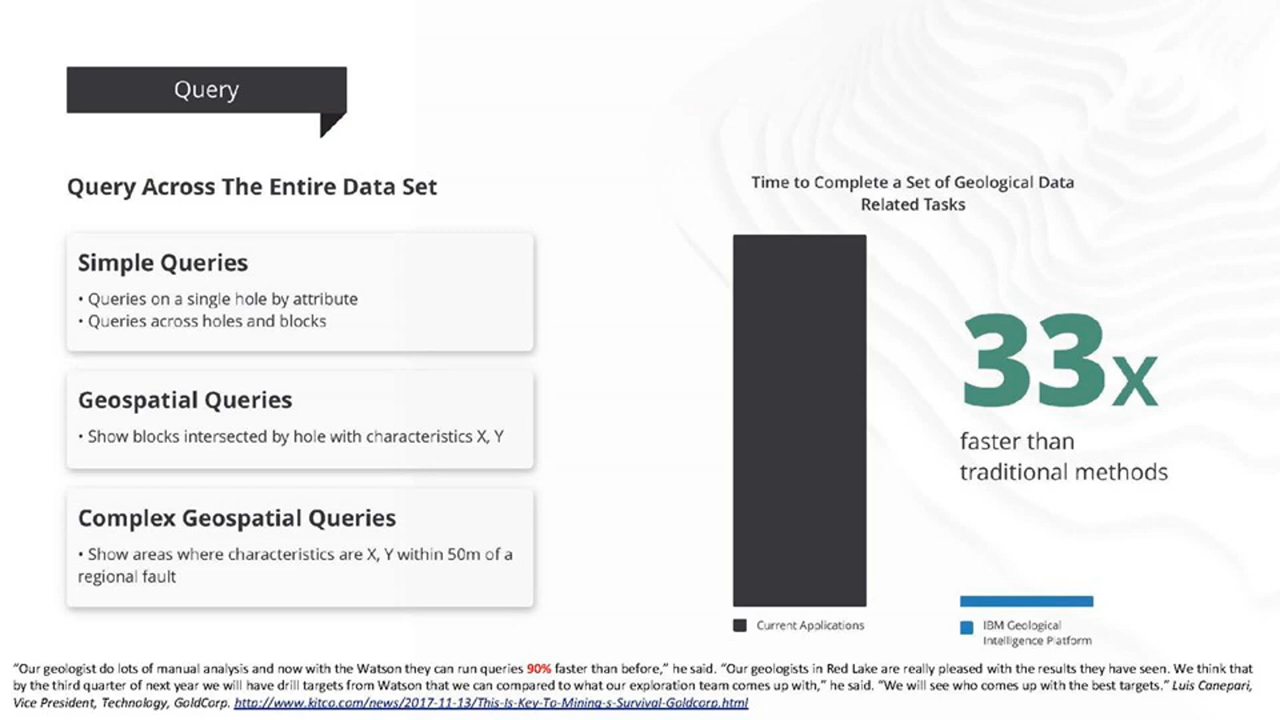 Query
Query Across The Entire Data Set
Simple Queries
• Queries on a single hole by attribute
• Queries across holes and blocks
Geospatial Queries
• Show blocks intersected by hole with characteristics X, Y
Complex Geospatial Queries
• Show areas where characteristics are X, Y within 50m of a
regional fault
Time to Complete a Set of Geological Data
Related Tasks
33x
faster than
traditional methods
Current Applications
IBM Geological
Intelligence Platform
“Our geologist do lots of manual analysis and now with the Watson they can run queries 90% faster than before,” he said. “Our geologists in Red Lake are really pleased with the results they have seen. We think that
by the third quarter of next year we will have drill targets from Watson that we can compared to what our exploration team comes up with,” he said. “We will see who comes up with the best targets.” Luis Canepari,
Vice President, Technology, GoldCorp. http://www.kitco.com/news/2017-11-13/This-Is-Key-To-Mining-s-Survival-Goldcorp.html